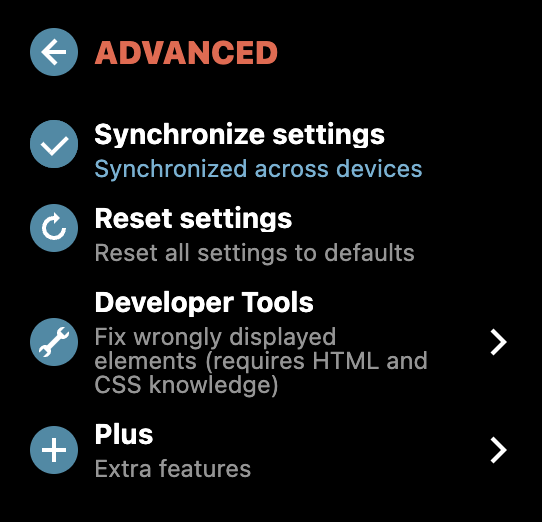 ADVANCED
Synchronize settings
Synchronized across devices
Reset settings
Reset all settings to defaults
Developer Tools
Fix wrongly displayed
elements (requires HTML and
CSS knowledge)
Plus
Extra features